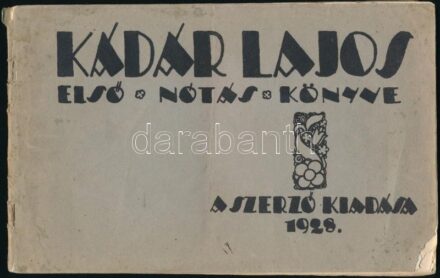 KÁDÁR LAJOS
ELSŐ * NÓTÁS * KÖNYVE
darabanth
A SZERZŐ KIADÁSA
1928.